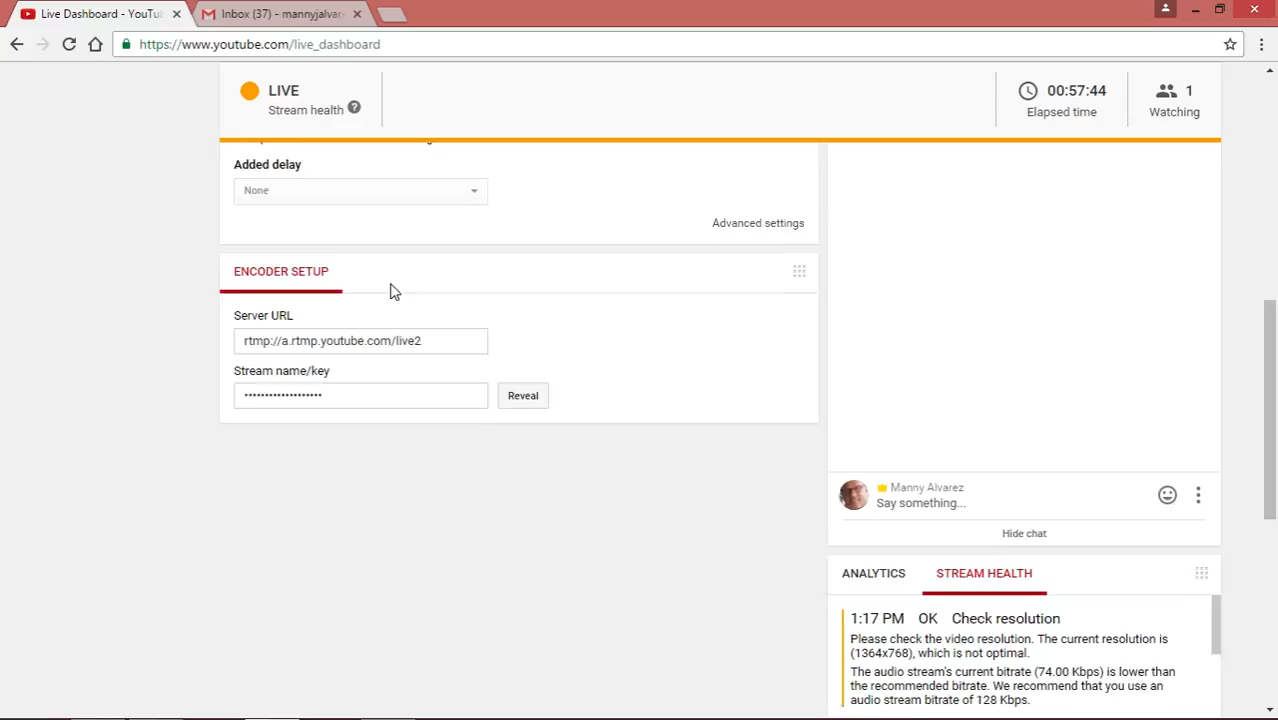 Live Dashboard - YouTu
Inbox (37) - mannyjalvar
https://www.youtube.com/live_dashboard
LIVE
Stream health
00:57:44
Elapsed time
1
Watching
Added delay
None
Advanced settings
ENCODER SETUP
Server URL
rtmp://a.rtmp.youtube.com/live2
Stream name/key
•••••••••••••••••••
Reveal
Manny Alvarez
Say something...
Hide chat
ANALYTICS
STREAM HEALTH
1:17 PM OK Check resolution
Please check the video resolution. The current resolution is
(1364x768), which is not optimal.
The audio stream's current bitrate (74.00 Kbps) is lower than
the recommended bitrate. We recommend that you use an
audio stream bitrate of 128 Kbps.